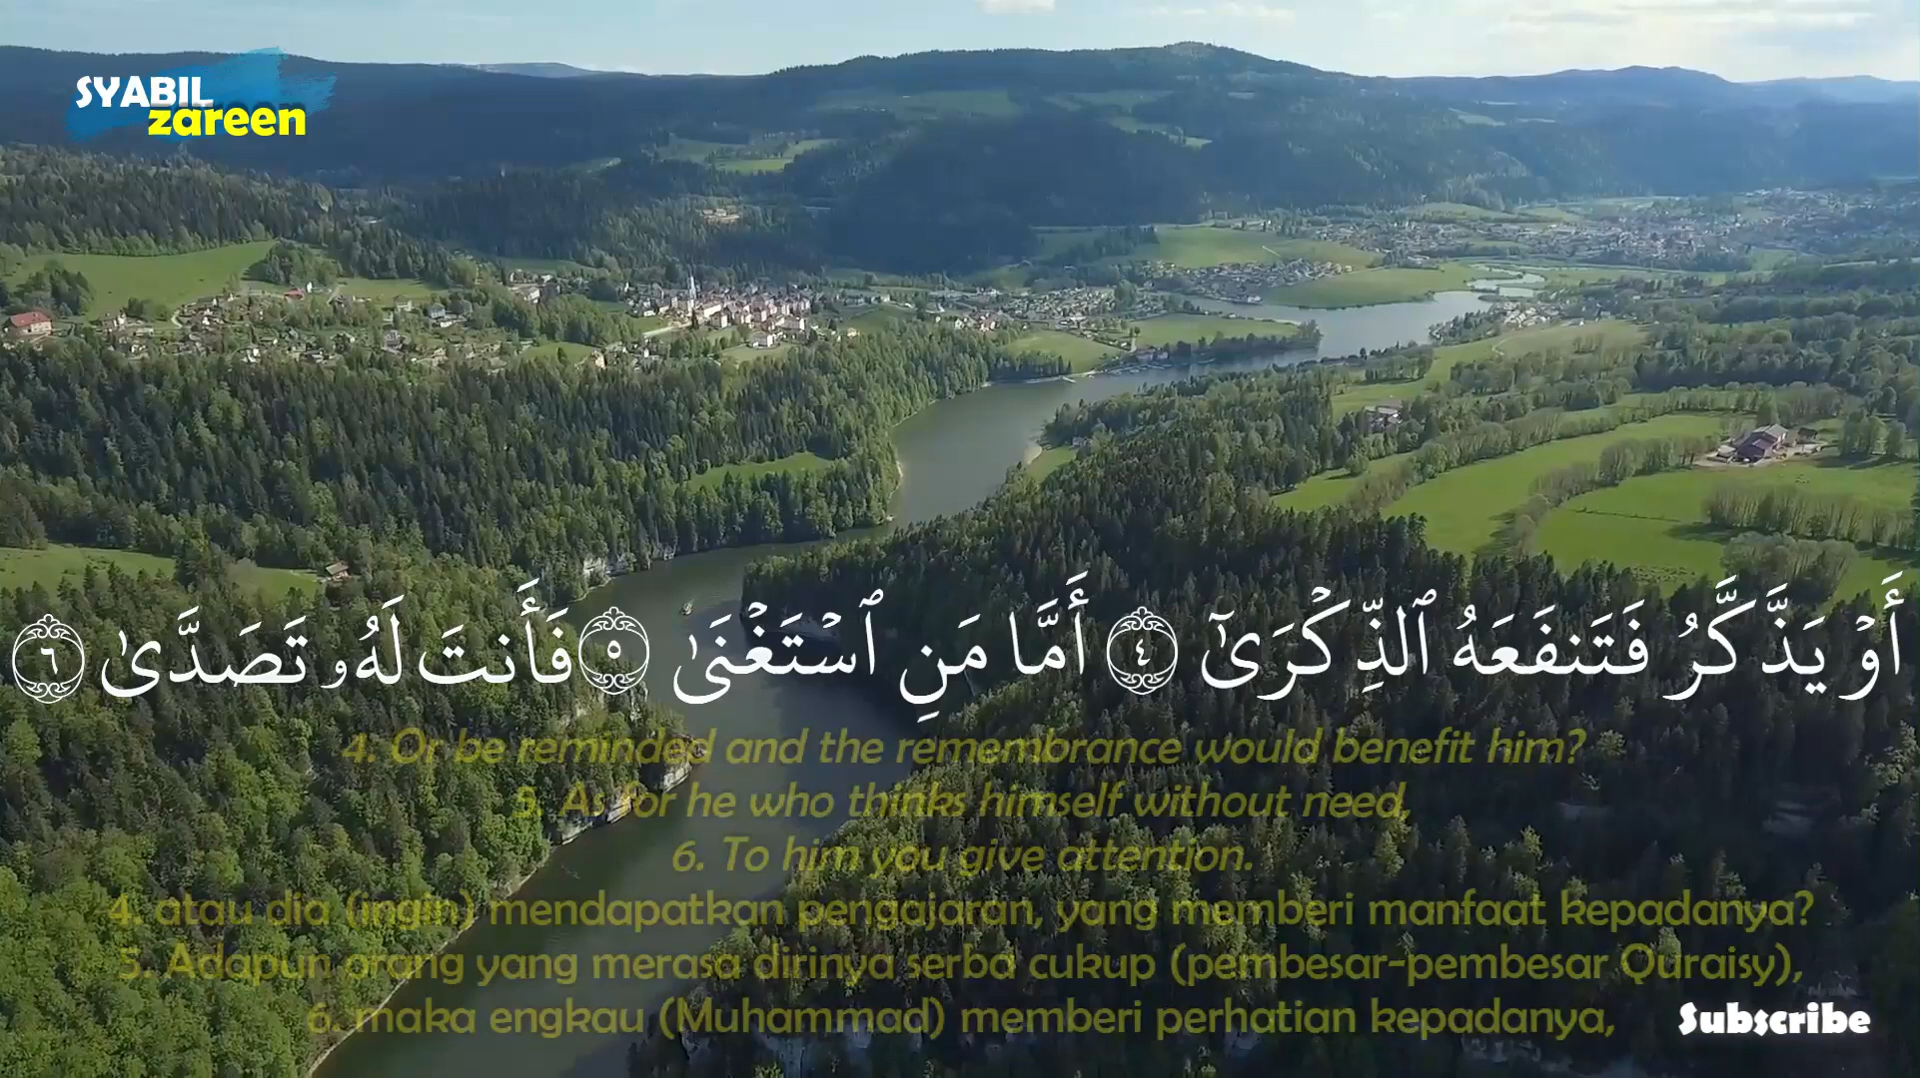 SYABIL
zareen
أَوْ يَذَّكَّرُ فَتَنفَعَهُ ٱلذِّكْرَىٰٓ ٤ أَمَّا مَنِ ٱسْتَغْنَىٰ ٥ فَأَنتَ لَهُۥ تَصَدَّىٰ ٦
4. Or be reminded and the remembrance would benefit him?
5. As for he who thinks himself without need,
6. To him you give attention.
4. atau dia (ingin) mendapatkan pengajaran, yang memberi manfaat kepadanya?
5. Adapun orang yang merasa dirinya serba cukup (pembesar-pembesar Quraisy),
6. maka engkau (Muhammad) memberi perhatian kepadanya,
Subscribe